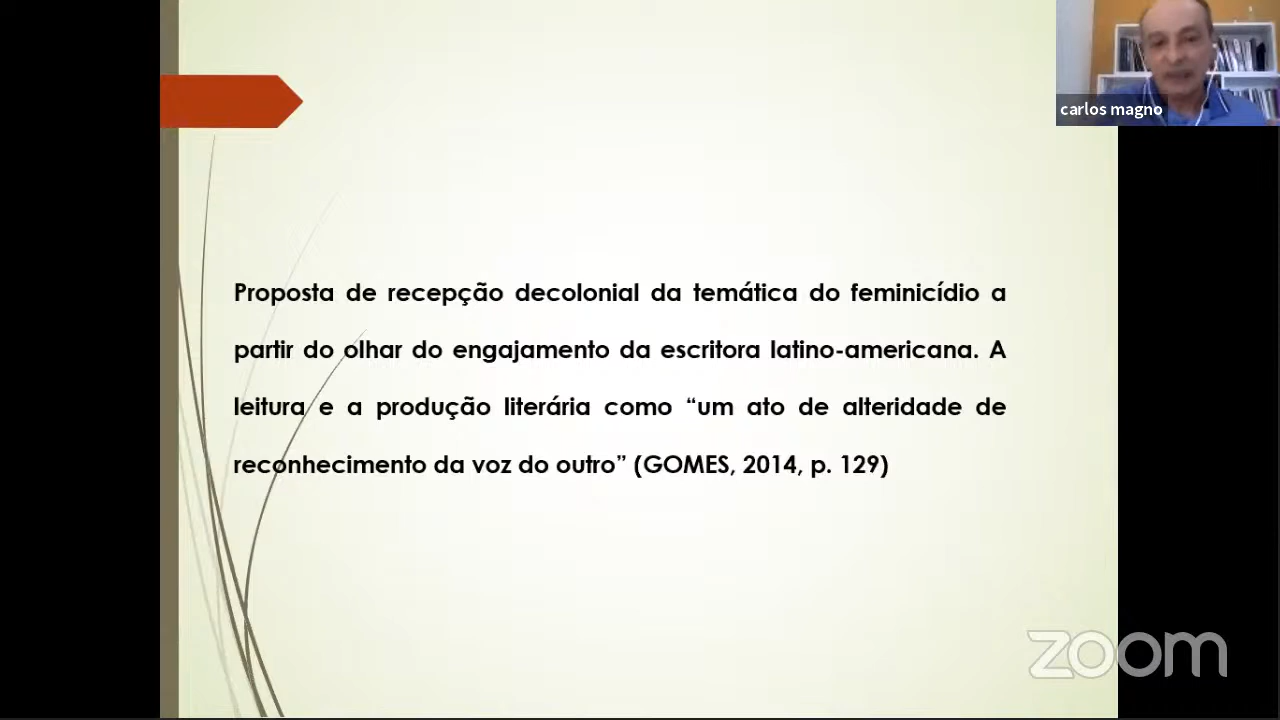 carlos magno
Proposta de recepção decolonial da temática do feminicídio a
partir do olhar do engajamento da escritora latino-americana. A
leitura e a produção literária como “um ato de alteridade de
reconhecimento da voz do outro” (GOMES, 2014, p. 129)
zoom